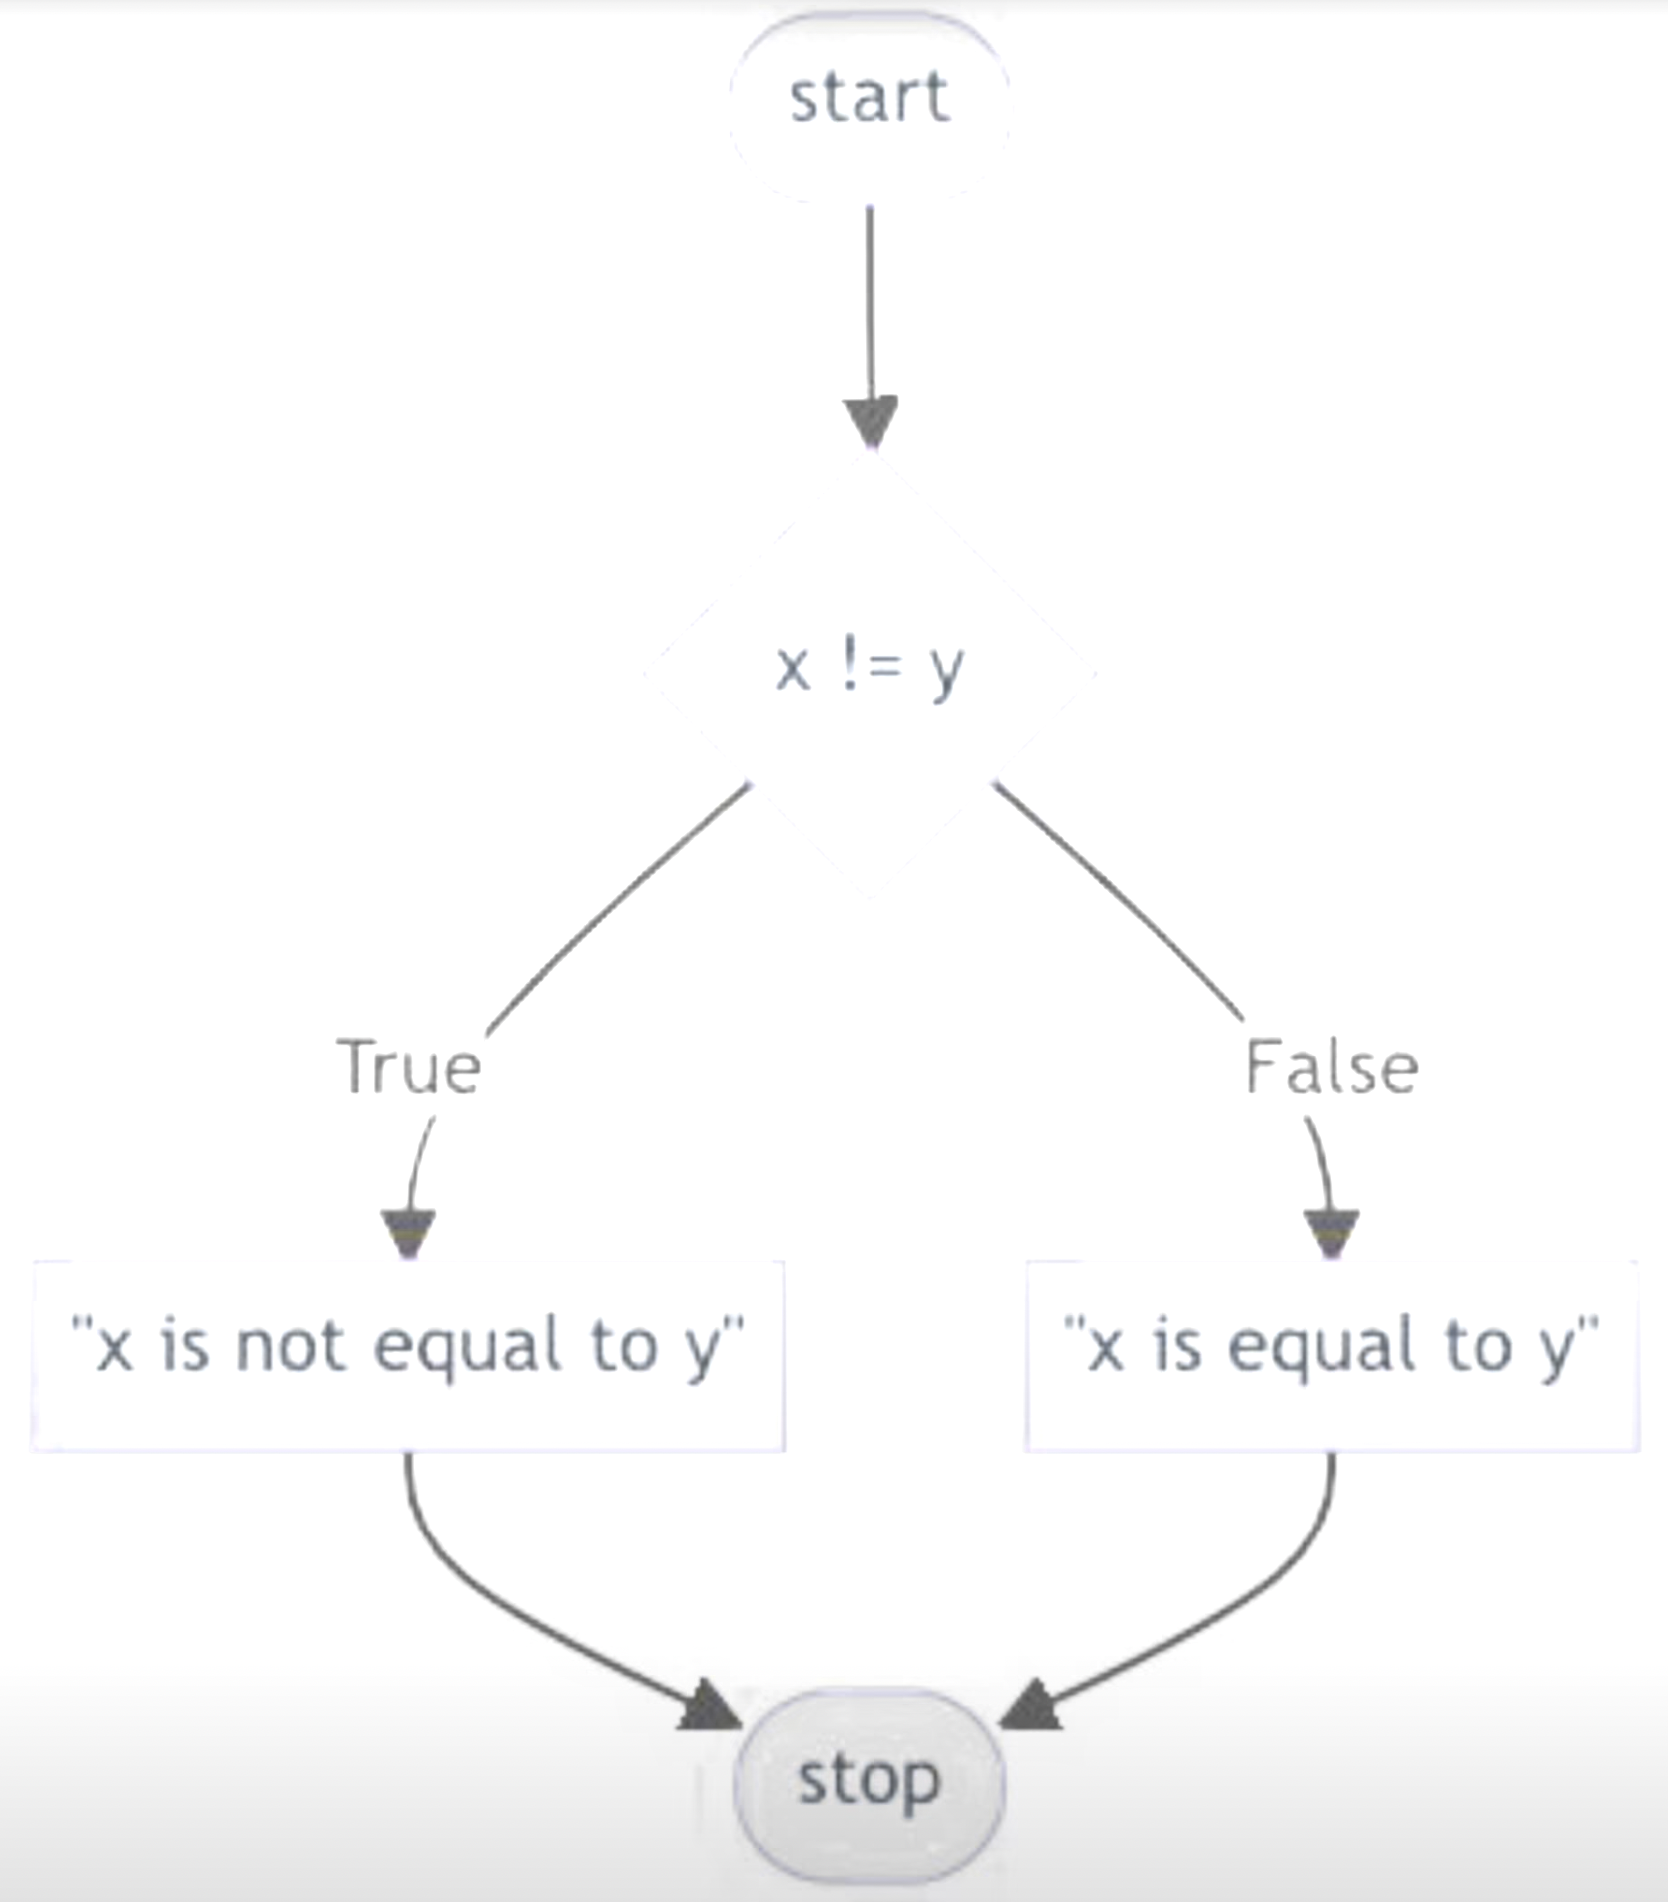 start
x != y
True
False
"x is not equal to y"
"x is equal to y"
stop